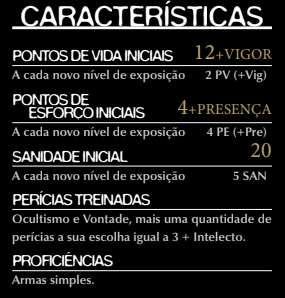 CARACTERÍSTICAS
PONTOS DE VIDA INICIAIS 12+VIGOR
A cada novo nível de exposição 2 PV (+Vig)
PONTOS DE
ESFORÇO INICIAIS 4+PRESENÇA
A cada novo nível de exposição 4 PE (+Pre)
SANIDADE INICIAL 20
A cada novo nível de exposição 5 SAN
PERÍCIAS TREINADAS
Ocultismo e Vontade, mais uma quantidade de
perícias a sua escolha igual a 3 + Intelecto.
PROFICIÊNCIAS
Armas simples.